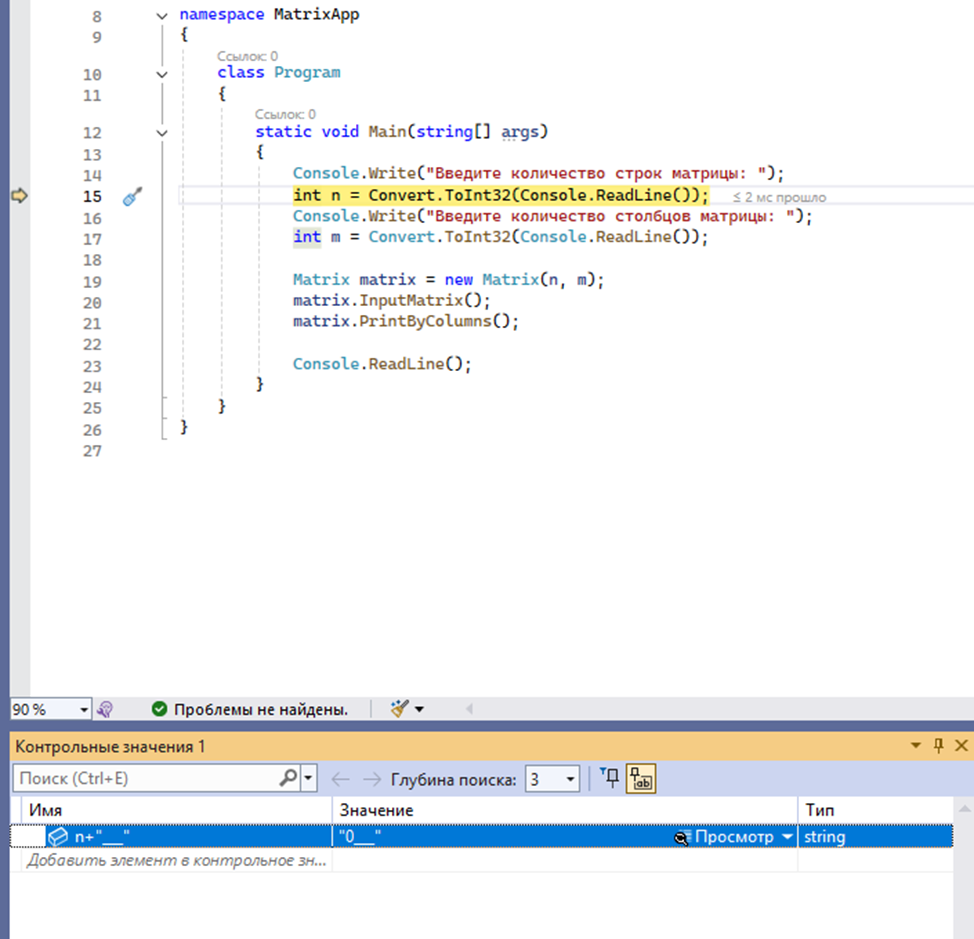 8 namespace MatrixApp
9 {
Ссылок: 0
10 class Program
11 {
Ссылок: 0
12 static void Main(string[] args)
13 {
14 Console.Write("Введите количество строк матрицы: ");
15 int n = Convert.ToInt32(Console.ReadLine()); ≤ 2 мс прошло
16 Console.Write("Введите количество столбцов матрицы: ");
17 int m = Convert.ToInt32(Console.ReadLine());
18
19 Matrix matrix = new Matrix(n, m);
20 matrix.InputMatrix();
21 matrix.PrintByColumns();
22
23 Console.ReadLine();
24 }
25 }
26 }
27
90 % Проблемы не найдены.
Контрольные значения 1
Поиск (Ctrl+E) Глубина поиска: 3
Имя Значение Тип
n+"__" "0__" Просмотр string
Добавить элемент в контрольное зн...